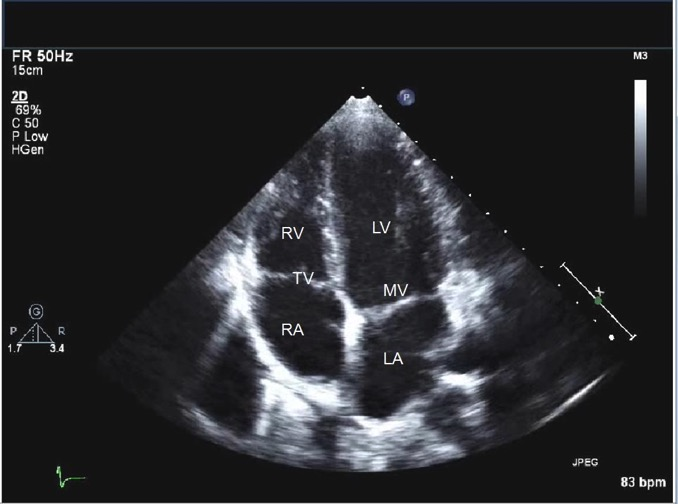 FR 50Hz
15cm
M3
2D
69%
C 50
P Low
HGen
P
RV
LV
TV
MV
RA
LA
G
P R
1.7 3.4
X
JPEG
83 bpm